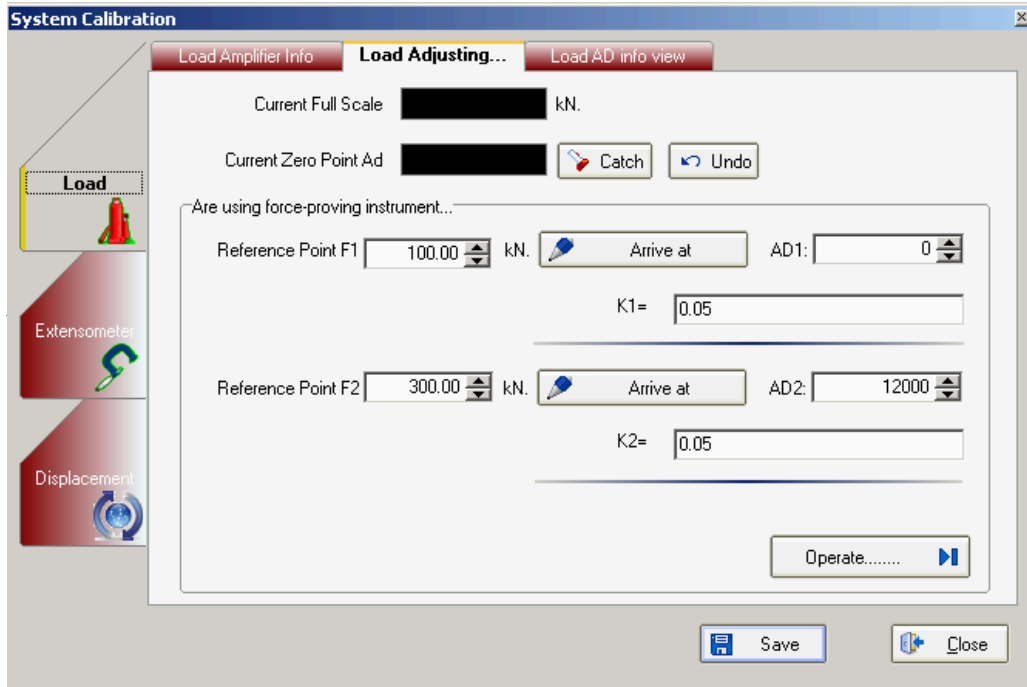 System Calibration
Load Amplifier Info
Load Adjusting...
Load AD info view
Current Full Scale kN.
Current Zero Point Ad Catch Undo
Load
Are using force-proving instrument...
Reference Point F1 100.00 kN. Arrive at AD1: 0
K1= 0.05
Extensometer
Reference Point F2 300.00 kN. Arrive at AD2: 12000
K2= 0.05
Displacement
Operate........
Save Close